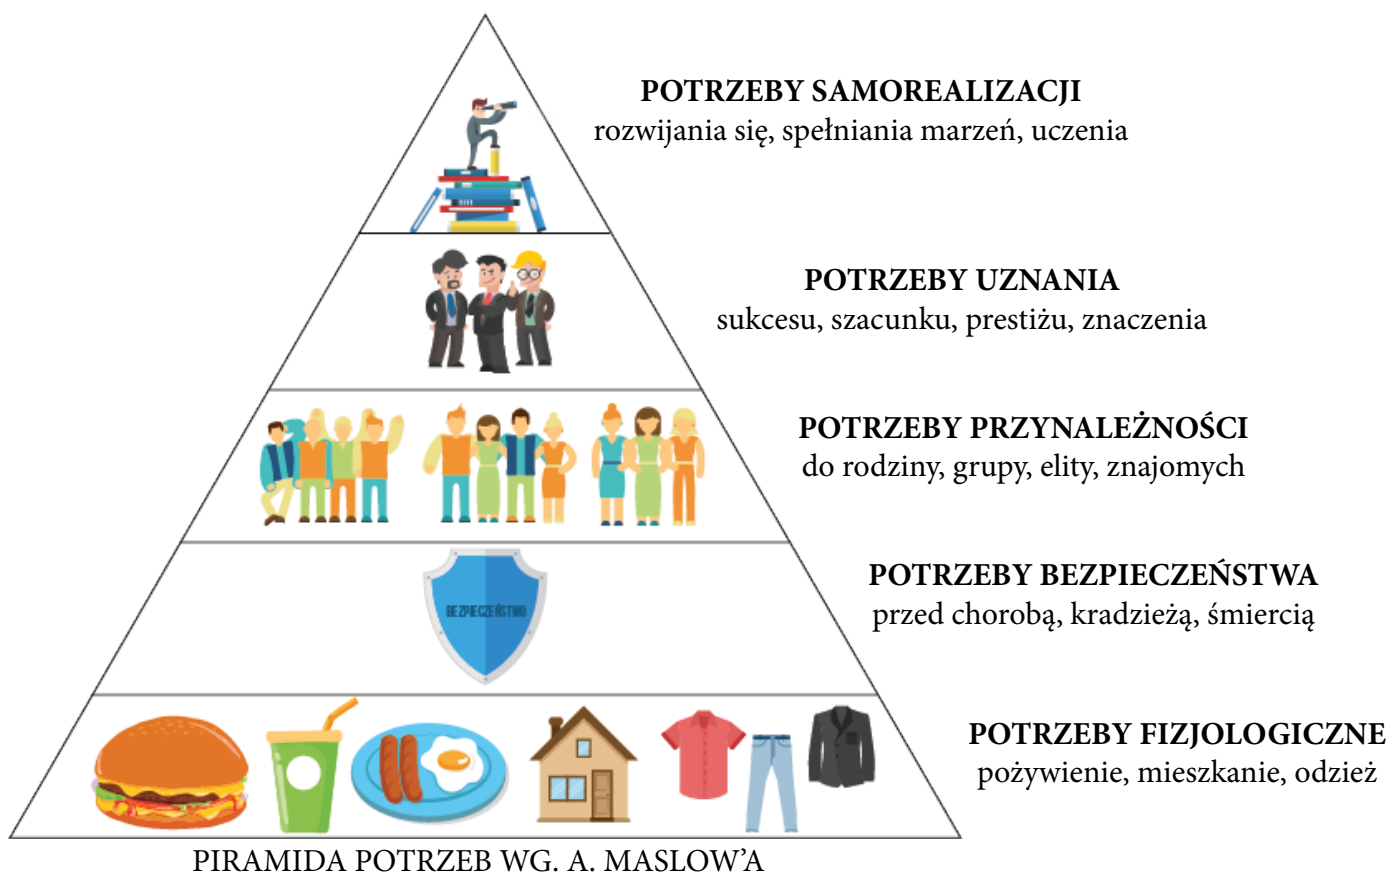 POTRZEBY SAMOREALIZACJI
rozwijania się, spełniania marzeń, uczenia
POTRZEBY UZNANIA
sukcesu, szacunku, prestiżu, znaczenia
POTRZEBY PRZYNALEŻNOŚCI
do rodziny, grupy, elity, znajomych
BEZPIECZEŃSTWO
POTRZEBY BEZPIECZEŃSTWA
przed chorobą, kradzieżą, śmiercią
POTRZEBY FIZJOLOGICZNE
pożywienie, mieszkanie, odzież
PIRAMIDA POTRZEB WG. A. MASLOW’A